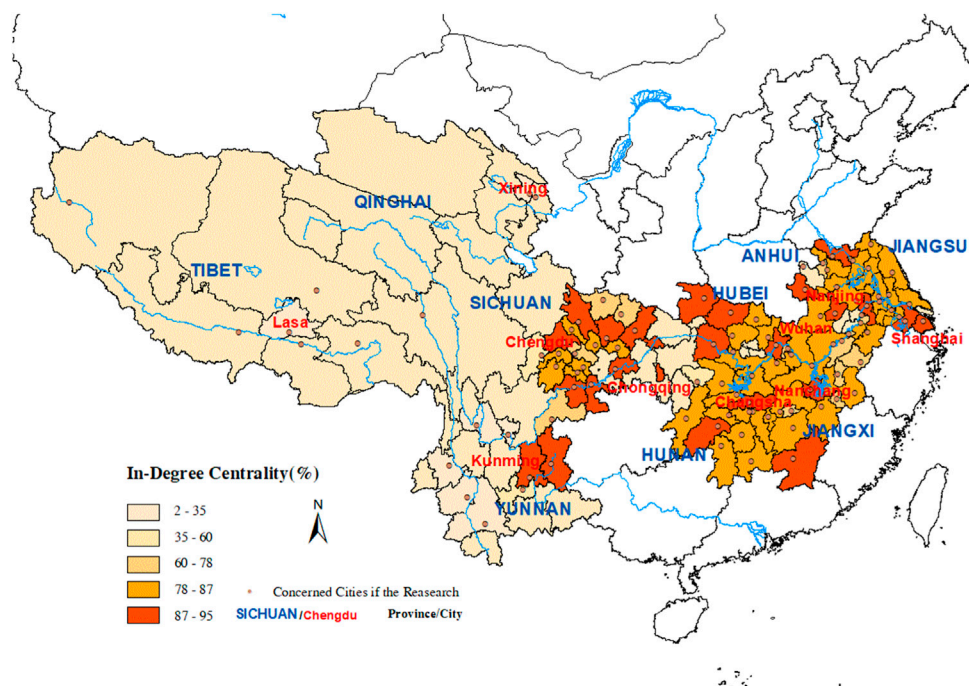 Xining
QINGHAI
ANHUI
JIANGSU
TIBET
SICHUAN
HUBEI
Nanjing
Lasa
Wuhan
Chengdu
Shanghai
Chongqing
Nanchang
Changsha
JIANGXI
HUNAN
Kunming
YUNNAN
In-Degree Centrality(%)
N
2 - 35
35 - 60
60 - 78
78 - 87
87 - 95
Concerned Cities if the Reasearch
SICHUAN/Chengdu Province/City